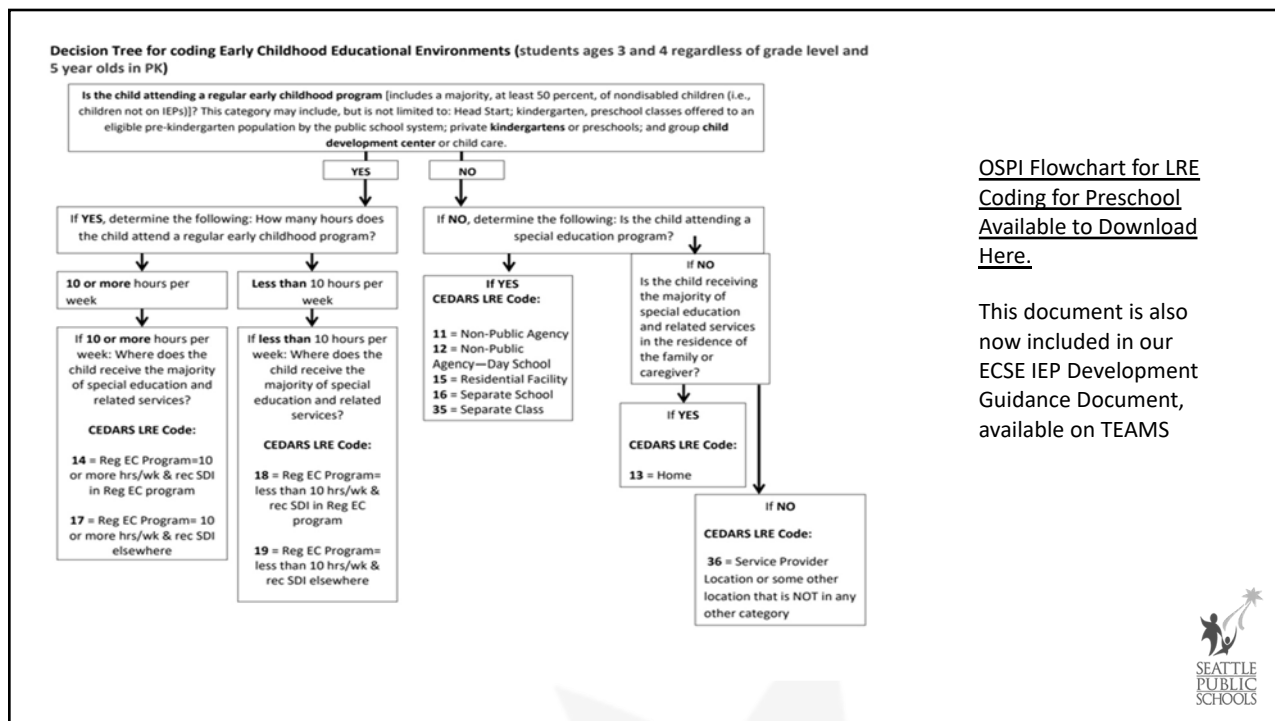 Decision Tree for coding Early Childhood Educational Environments (students ages 3 and 4 regardless of grade level and
5 year olds in PK)
Is the child attending a regular early childhood program [includes a majority, at least 50 percent, of nondisabled children (i.e.,
children not on IEPs)]? This category may include, but is not limited to: Head Start; kindergarten, preschool classes offered to an
eligible pre-kindergarten population by the public school system; private kindergartens or preschools; and group child
development center or child care.
YES
NO
If YES, determine the following: How many hours does
the child attend a regular early childhood program?
If NO, determine the following: Is the child attending a
special education program?
10 or more hours per
week
Less than 10 hours per
week
If 10 or more hours per
week: Where does the
child receive the majority
of special education and
related services?
CEDARS LRE Code:
14 = Reg EC Program=10
or more hrs/wk & rec SDI
in Reg EC program
17 = Reg EC Program= 10
or more hrs/wk & rec SDI
elsewhere
If less than 10 hours per
week: Where does the
child receive the
majority of special
education and related
services?
CEDARS LRE Code:
18 = Reg EC Program=
less than 10 hrs/wk &
rec SDI in Reg EC
program
19 = Reg EC Program=
less than 10 hrs/wk &
rec SDI elsewhere
If YES
CEDARS LRE Code:
11 = Non-Public Agency
12 = Non-Public
Agency—Day School
15 = Residential Facility
16 = Separate School
35 = Separate Class
If NO
Is the child receiving
the majority of
special education
and related services
in the residence of
the family or
caregiver?
If YES
CEDARS LRE Code:
13 = Home
If NO
CEDARS LRE Code:
36 = Service Provider
Location or some other
location that is NOT in any
other category
OSPI Flowchart for LRE
Coding for Preschool
Available to Download
Here.
This document is also
now included in our
ECSE IEP Development
Guidance Document,
available on TEAMS
SEATTLE
PUBLIC
SCHOOLS